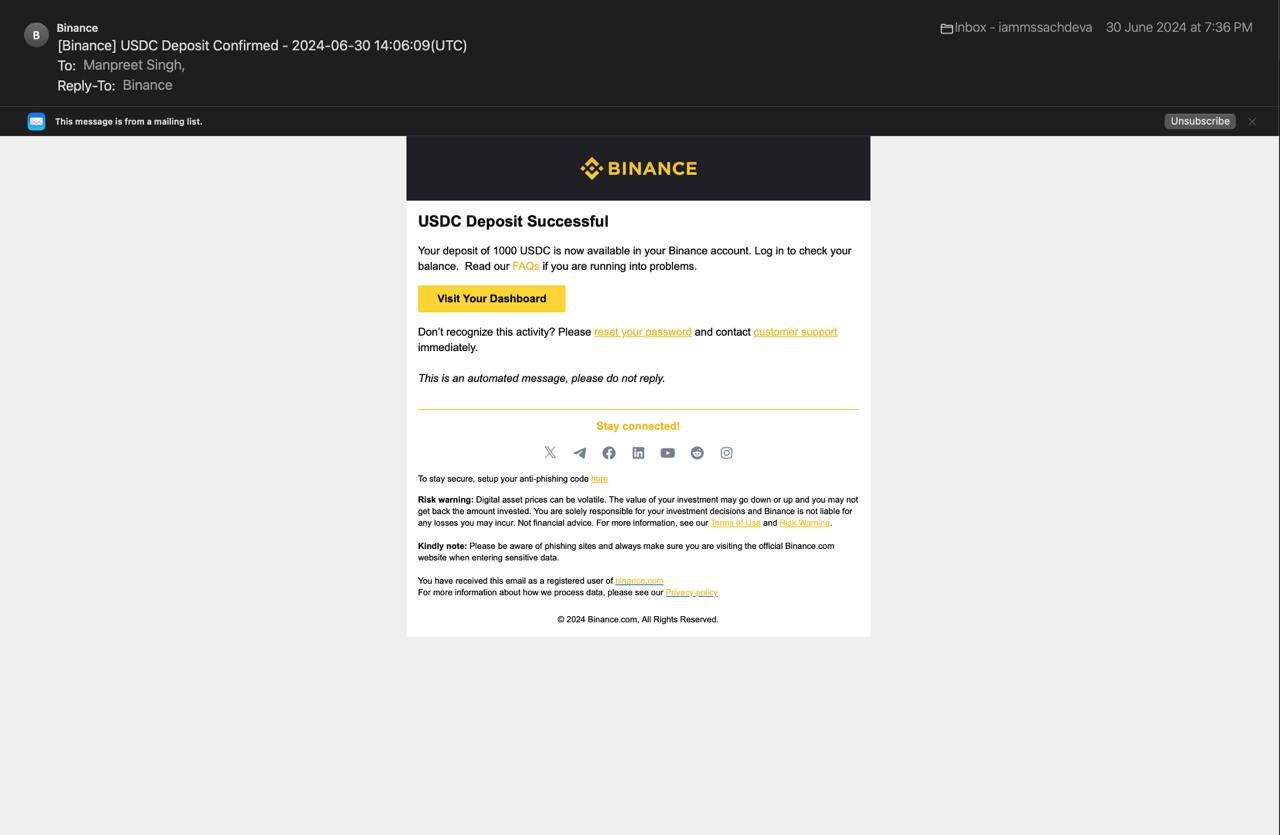 B
Binance
[Binance] USDC Deposit Confirmed - 2024-06-30 14:06:09(UTC)
To: Manpreet Singh,
Reply-To: Binance
Inbox - iammssachdeva 30 June 2024 at 7:36 PM
This message is from a mailing list.
Unsubscribe
BINANCE
USDC Deposit Successful
Your deposit of 1000 USDC is now available in your Binance account. Log in to check your
balance. Read our FAQs if you are running into problems.
Visit Your Dashboard
Don't recognize this activity? Please reset your password and contact customer support
immediately.
This is an automated message, please do not reply.
Stay connected!
To stay secure, setup your anti-phishing code here
Risk warning: Digital asset prices can be volatile. The value of your investment may go down or up and you may not
get back the amount invested. You are solely responsible for your investment decisions and Binance is not liable for
any losses you may incur. Not financial advice. For more information, see our Terms of Use and Risk Warning.
Kindly note: Please be aware of phishing sites and always make sure you are visiting the official Binance.com
website when entering sensitive data.
You have received this email as a registered user of binance.com
For more information about how we process data, please see our Privacy policy
© 2024 Binance.com, All Rights Reserved.